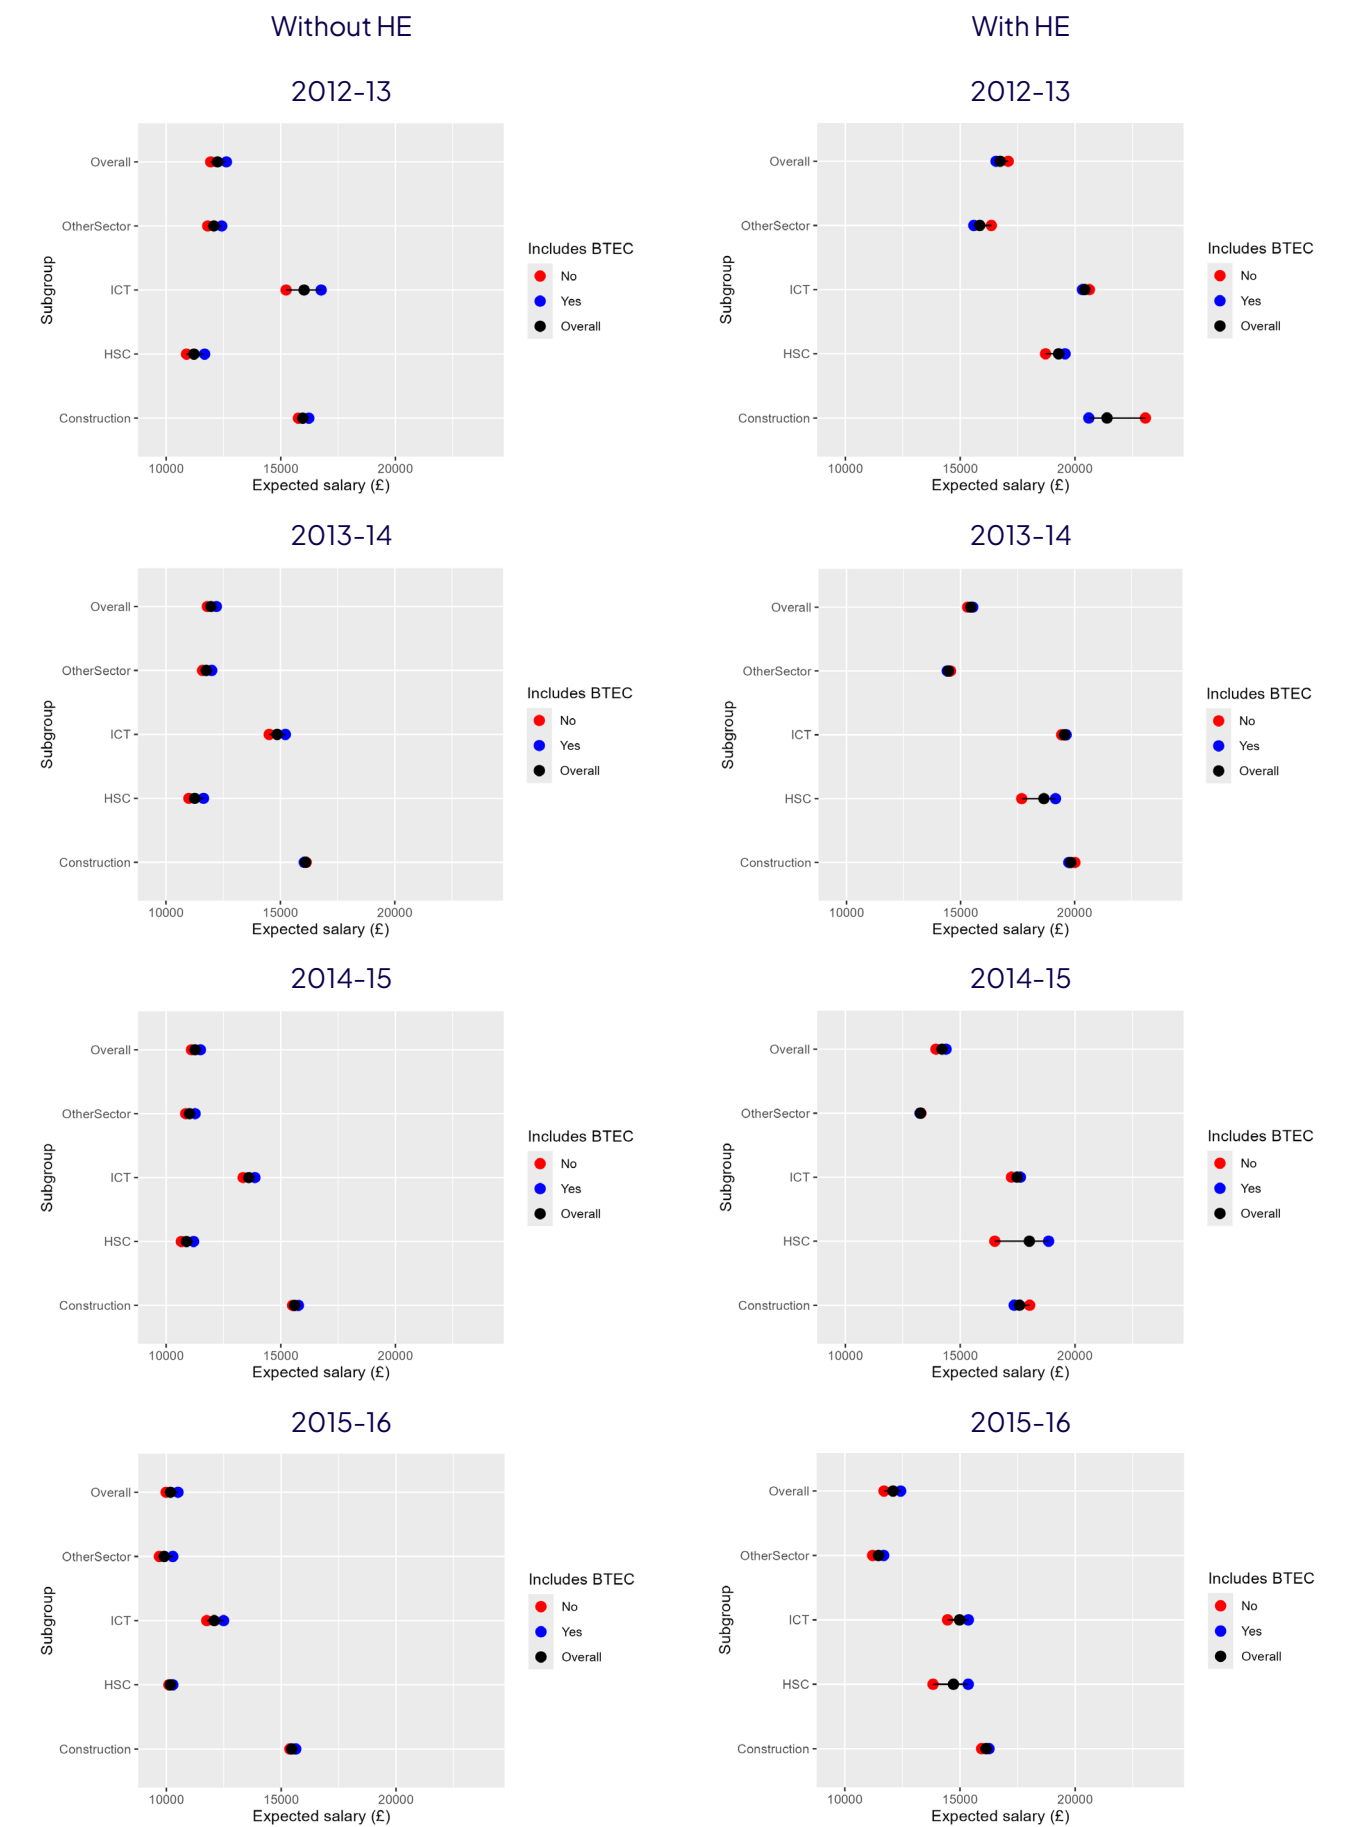 Without HE
With HE
2012-13
2012-13
Overall
OtherSector
ICT
HSC
Construction
Subgroup
10000 15000 20000
Expected salary (£)
Includes BTEC
No
Yes
Overall
Overall
OtherSector
ICT
HSC
Construction
Subgroup
10000 15000 20000
Expected salary (£)
Includes BTEC
No
Yes
Overall
2013-14
2013-14
Overall
OtherSector
ICT
HSC
Construction
Subgroup
10000 15000 20000
Expected salary (£)
Includes BTEC
No
Yes
Overall
Overall
OtherSector
ICT
HSC
Construction
Subgroup
10000 15000 20000
Expected salary (£)
Includes BTEC
No
Yes
Overall
2014-15
2014-15
Overall
OtherSector
ICT
HSC
Construction
Subgroup
10000 15000 20000
Expected salary (£)
Includes BTEC
No
Yes
Overall
Overall
OtherSector
ICT
HSC
Construction
Subgroup
10000 15000 20000
Expected salary (£)
Includes BTEC
No
Yes
Overall
2015-16
2015-16
Overall
OtherSector
ICT
HSC
Construction
Subgroup
10000 15000 20000
Expected salary (£)
Includes BTEC
No
Yes
Overall
Overall
OtherSector
ICT
HSC
Construction
Subgroup
10000 15000 20000
Expected salary (£)
Includes BTEC
No
Yes
Overall